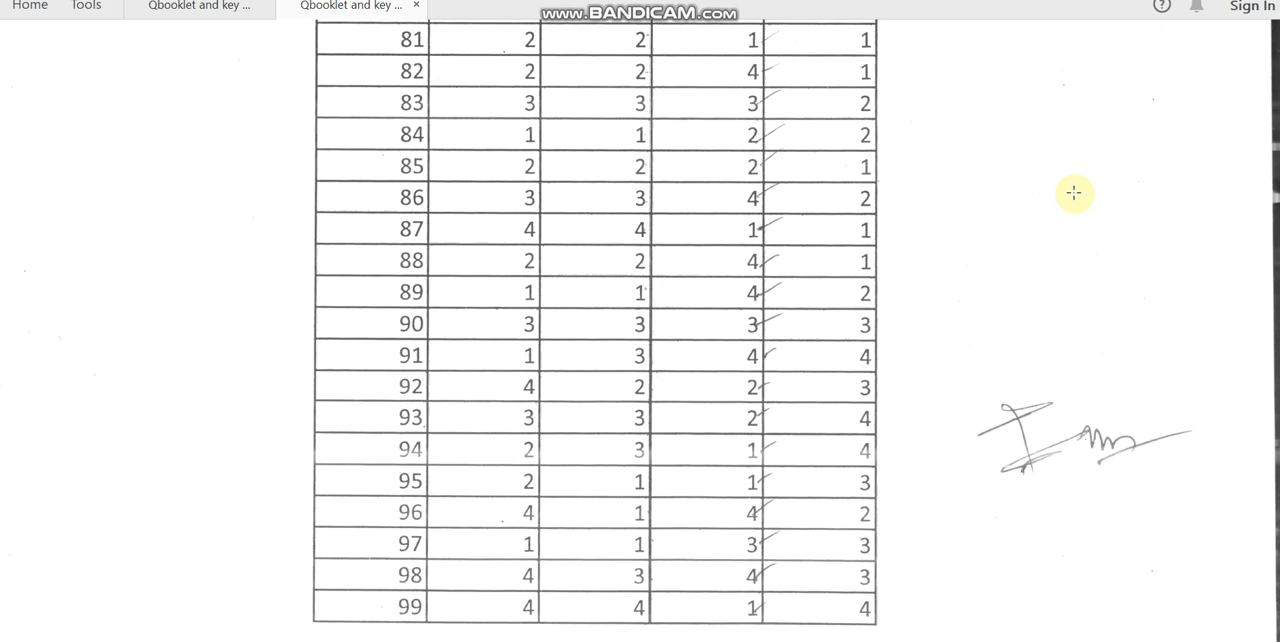 Home Tools Qbooklet and key ... Qbooklet and key ... × Sign In
www.BANDICAM.com
81 2 2 1 1
82 2 2 4 1
83 3 3 3 2
84 1 1 2 2
85 2 2 2 1
86 3 3 4 2
87 4 4 1 1
88 2 2 4 1
89 1 1 4 2
90 3 3 3 3
91 1 3 4 4
92 4 2 2 3
93 3 3 2 4
94 2 3 1 4
95 2 1 1 3
96 4 1 4 2
97 1 1 3 3
98 4 3 4 3
99 4 4 1 4